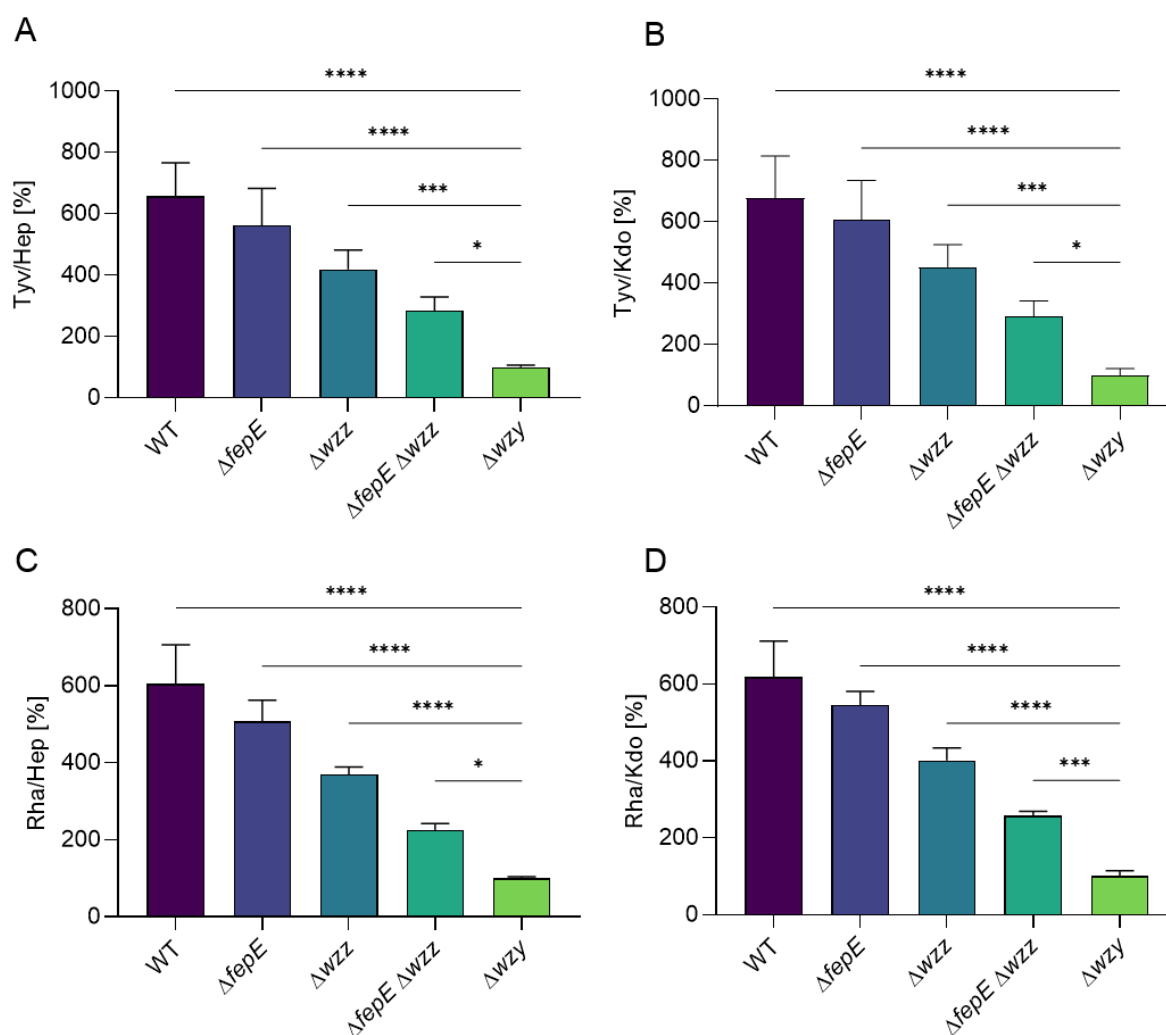 A
Tyv/Hep [%]
1000
800
600
400
200
0
****
****
***
*
WT
ΔfepE
Δwzz
ΔfepE Δwzz
Δwzy
B
Tyv/Kdo [%]
1000
800
600
400
200
0
****
****
***
*
WT
ΔfepE
Δwzz
ΔfepE Δwzz
Δwzy
C
Rha/Hep [%]
800
600
400
200
0
****
****
****
*
WT
ΔfepE
Δwzz
ΔfepE Δwzz
Δwzy
D
Rha/Kdo [%]
800
600
400
200
0
****
****
****
***
WT
ΔfepE
Δwzz
ΔfepE Δwzz
Δwzy